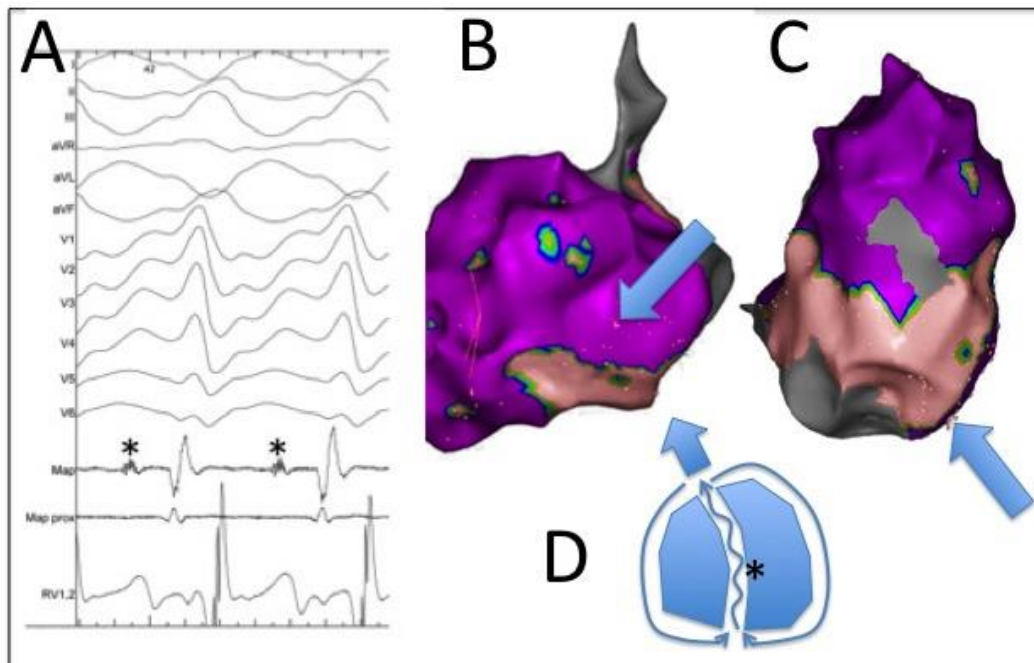 A
B
C
42
I
II
III
aVR
aVL
aVF
V1
V2
V3
V4
V5
V6
* *
Map
Map prox
RV1,2
D
*